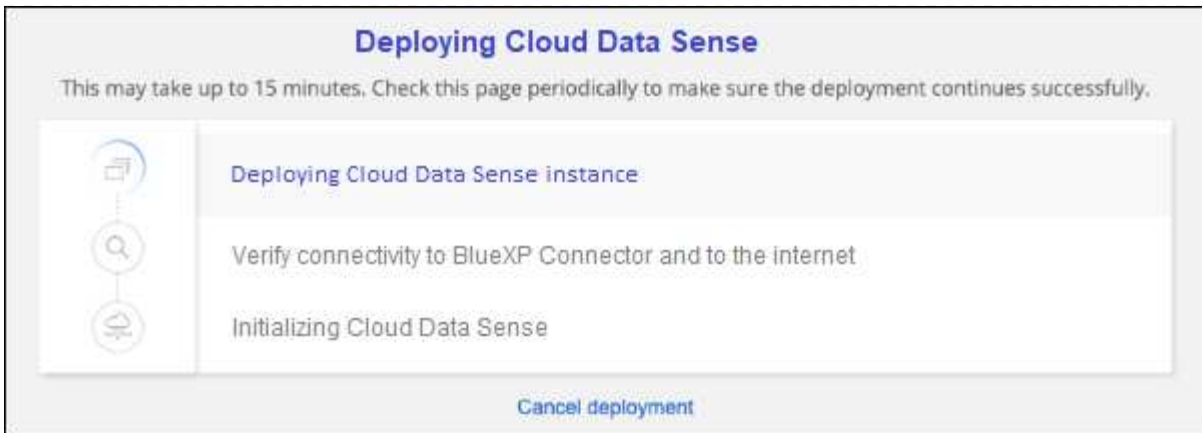 Deploying Cloud Data Sense
This may take up to 15 minutes. Check this page periodically to make sure the deployment continues successfully.
Deploying Cloud Data Sense instance
Verify connectivity to BlueXP Connector and to the internet
Initializing Cloud Data Sense
Cancel deployment